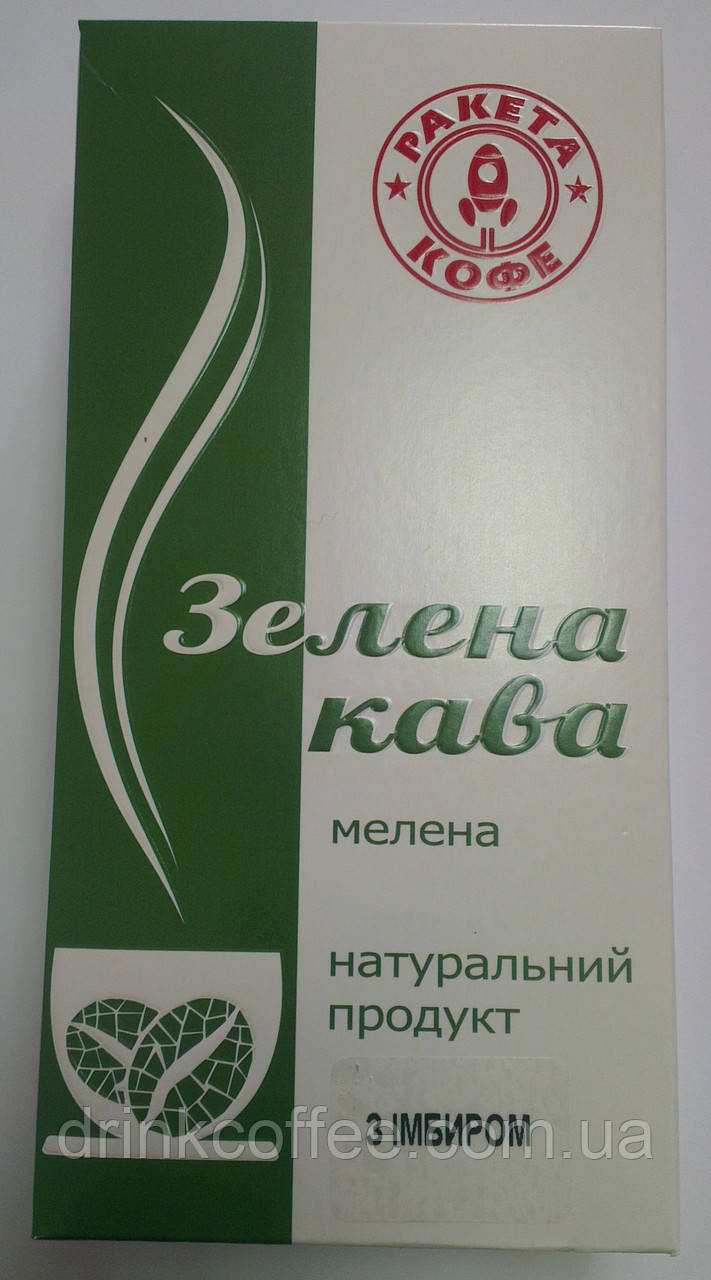 РАКЕТА
КОФЕ
Зелена
кава
мелена
натуральний
продукт
З ІМБИРОМ
drinkcoffee.com.ua